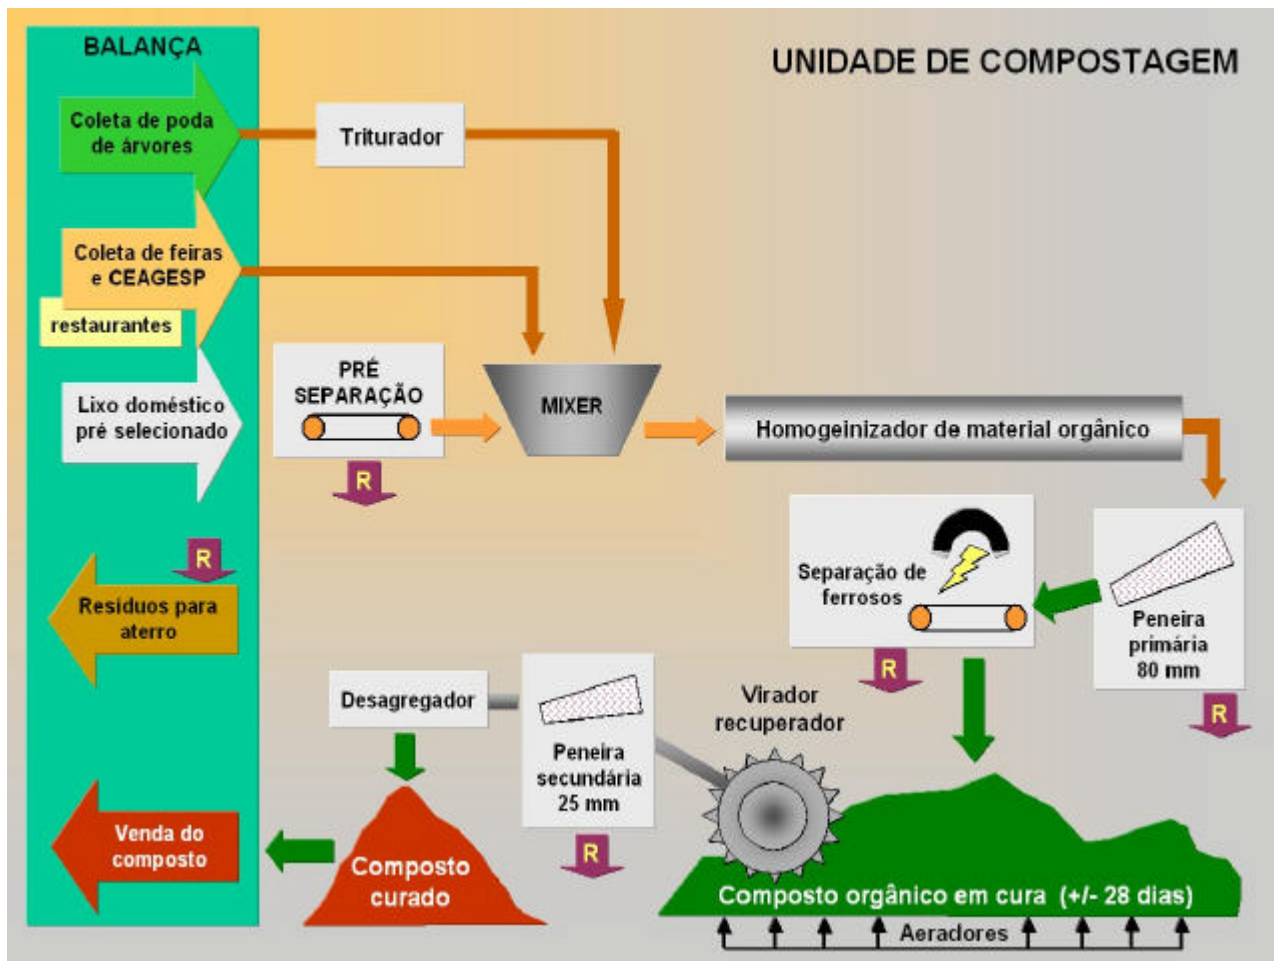 BALANÇA
UNIDADE DE COMPOSTAGEM
Coleta de poda
de árvores
Triturador
Coleta de feiras
e CEAGESP
restaurantes
Lixo doméstico
pré selecionado
PRÉ
SEPARAÇÃO
R
MIXER
Homogeinizador de material orgânico
Separação de
ferrosos
R
Peneira
primária
80 mm
R
R
Resíduos para
aterro
Desagregador
Peneira
secundária
25 mm
R
Virador
recuperador
Venda do
composto
Composto
curado
Composto orgânico em cura (+/- 28 dias)
Aeradores